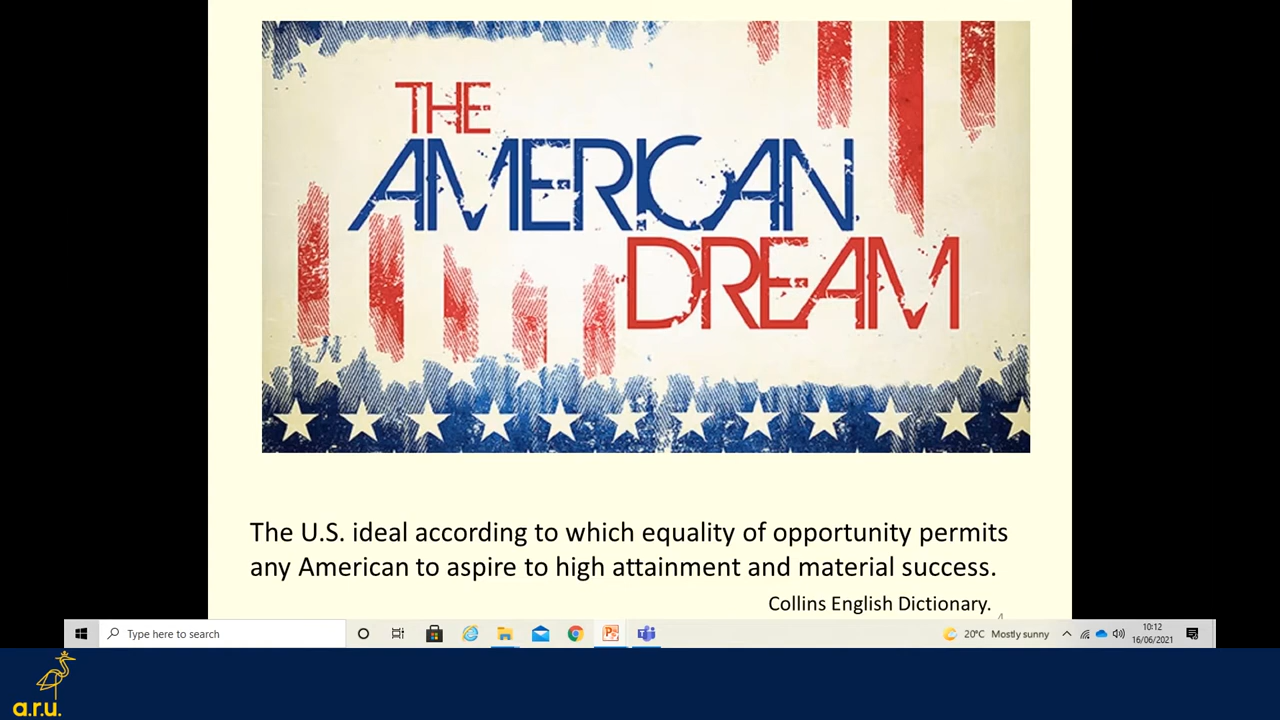 THE
AMERICAN
DREAM
The U.S. ideal according to which equality of opportunity permits
any American to aspire to high attainment and material success.
Collins English Dictionary.
4
Type here to search
20°C Mostly sunny
10:12
16/06/2021
a.r.u.